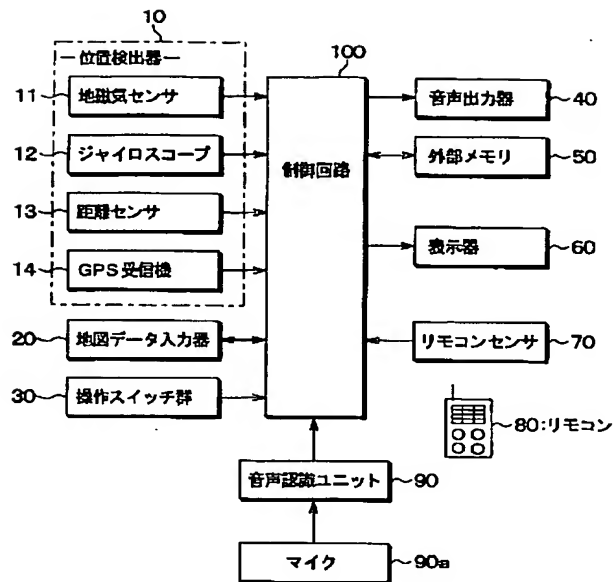 10
100
位置検出器
11
地磁気センサ
12
ジャイロスコープ
13
距離センサ
14
GPS受信機
20
地図データ入力器
30
操作スイッチ群
制御回路
音声出力器
40
外部メモリ
50
表示器
60
リモコンセンサ
70
80:リモコン
音声認識ユニット
90
マイク
90a